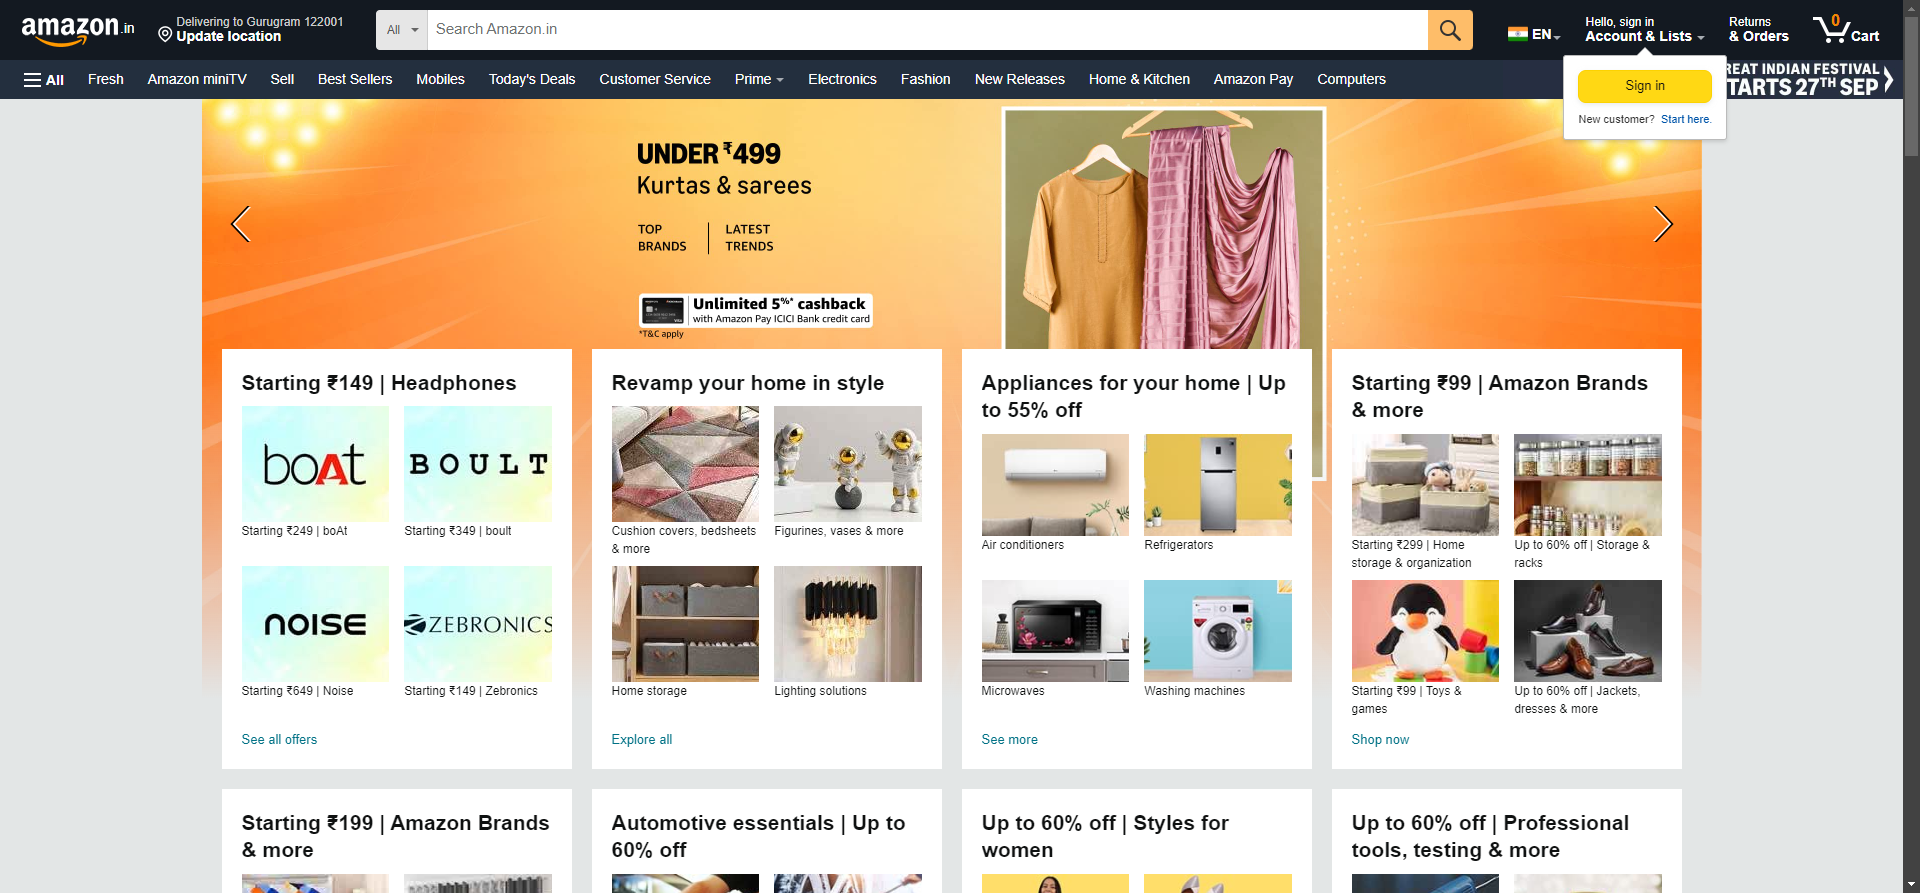 amazon.in
Delivering to Gurugram 122001
Update location
All
Search Amazon.in
EN
Hello, sign in
Account & Lists
Returns
& Orders
0
Cart
All
Fresh
Amazon miniTV
Sell
Best Sellers
Mobiles
Today's Deals
Customer Service
Prime
Electronics
Fashion
New Releases
Home & Kitchen
Amazon Pay
Computers
REAT INDIAN FESTIVAL
TARTS 27TH SEP
Sign in
New customer? Start here.
UNDER ₹499
Kurtas & sarees
TOP
BRANDS
LATEST
TRENDS
Unlimited 5%* cashback
with Amazon Pay ICICI Bank credit card
*T&C apply
Starting ₹149 | Headphones
boAt
BOULT
Starting ₹249 | boAt
Starting ₹349 | boult
noise
ZEBRONICS
Starting ₹649 | Noise
Starting ₹149 | Zebronics
See all offers
Revamp your home in style
Cushion covers, bedsheets
& more
Figurines, vases & more
Home storage
Lighting solutions
Explore all
Appliances for your home | Up
to 55% off
Air conditioners
Refrigerators
Microwaves
Washing machines
See more
Starting ₹99 | Amazon Brands
& more
Starting ₹299 | Home
storage & organization
Up to 60% off | Storage &
racks
Starting ₹99 | Toys &
games
Up to 60% off | Jackets,
dresses & more
Shop now
Starting ₹199 | Amazon Brands
& more
Automotive essentials | Up to
60% off
Up to 60% off | Styles for
women
Up to 60% off | Professional
tools, testing & more